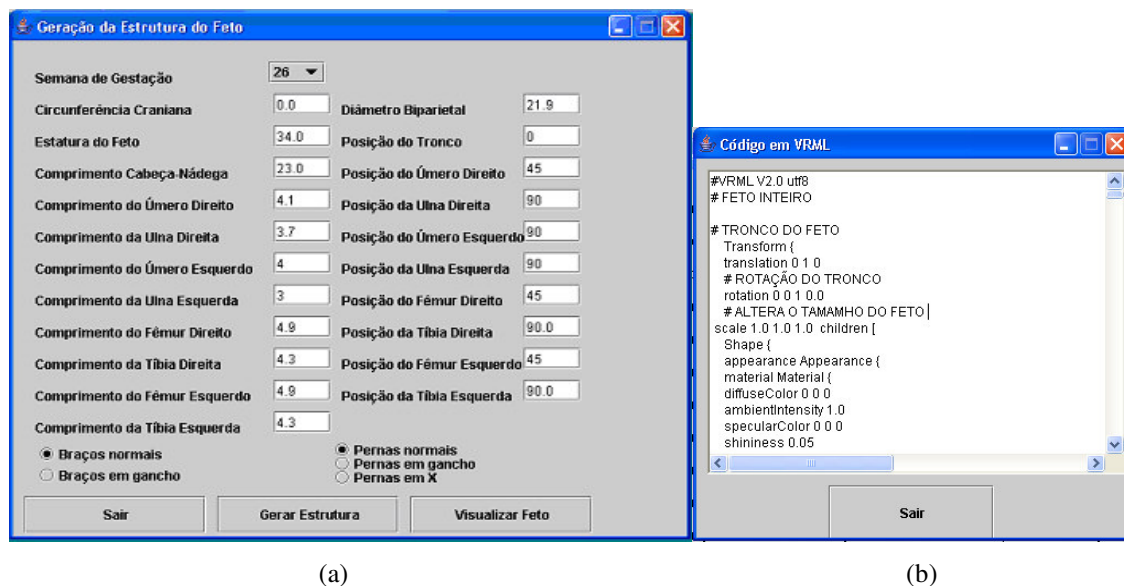 Geração da Estrutura do Feto
Semana de Gestação 26
Circunferência Craniana 0.0 Diâmetro Biparietal 21.9
Estatura do Feto 34.0 Posição do Tronco 0
Comprimento Cabeça-Nádega 23.0 Posição do Úmero Direito 45
Comprimento do Úmero Direito 4.1 Posição da Ulna Direita 90
Comprimento da Ulna Direita 3.7 Posição do Úmero Esquerdo 90
Comprimento do Úmero Esquerdo 4 Posição da Ulna Esquerda 90
Comprimento da Ulna Esquerda 3 Posição do Fêmur Direito 45
Comprimento do Fêmur Direito 4.9 Posição da Tíbia Direita 90.0
Comprimento da Tíbia Direita 4.3 Posição do Fêmur Esquerdo 45
Comprimento do Fêmur Esquerdo 4.9 Posição da Tíbia Esquerda 90.0
Comprimento da Tíbia Esquerda 4.3
Braços normais
Braços em gancho
Pernas normais
Pernas em gancho
Pernas em X
Sair Gerar Estrutura Visualizar Feto
(a)
Código em VRML
#VRML V2.0 utf8
# FETO INTEIRO
# TRONCO DO FETO
Transform {
translation 0 1 0
# ROTAÇÃO DO TRONCO
rotation 0 0 1 0.0
# ALTERA O TAMAMHO DO FETO
scale 1.0 1.0 1.0 children [
Shape {
appearance Appearance {
material Material {
diffuseColor 0 0 0
ambientIntensity 1.0
specularColor 0 0 0
shininess 0.05
Sair
(b)